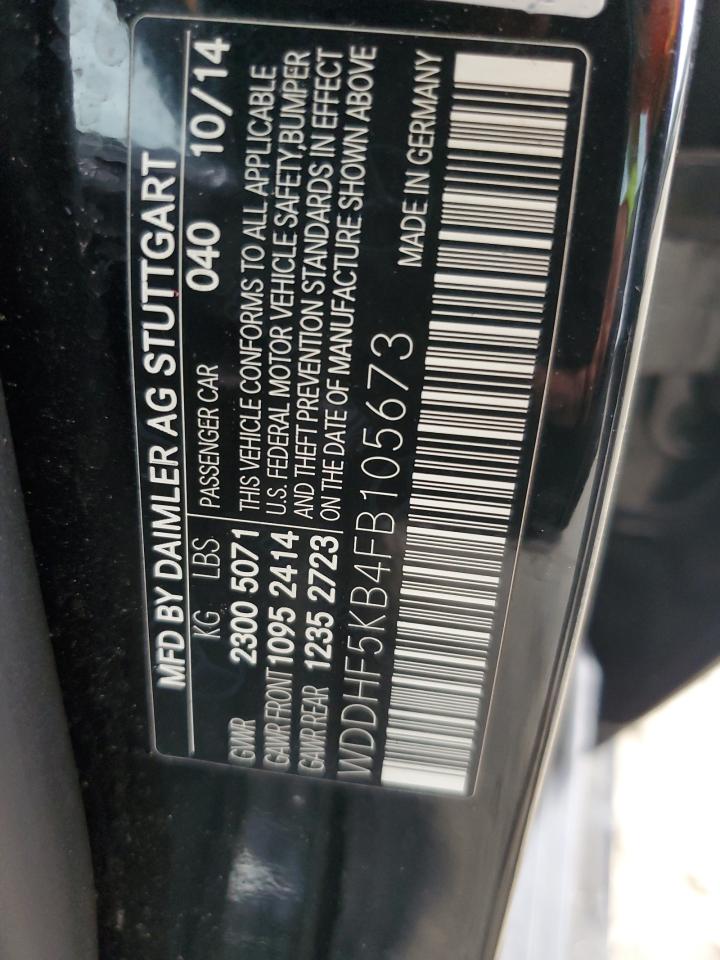 MFD BY DAIMLER AG STUTTGART
040 10/14
KG LBS PASSENGER CAR
GWR 2300 5071
GAWR FRONT 1095 2414
GAWR REAR 1235 2723
THIS VEHICLE CONFORMS TO ALL APPLICABLE
U.S. FEDERAL MOTOR VEHICLE SAFETY, BUMPER
AND THEFT PREVENTION STANDARDS IN EFFECT
ON THE DATE OF MANUFACTURE SHOWN ABOVE
WDDHF5KB4FB105673
MADE IN GERMANY